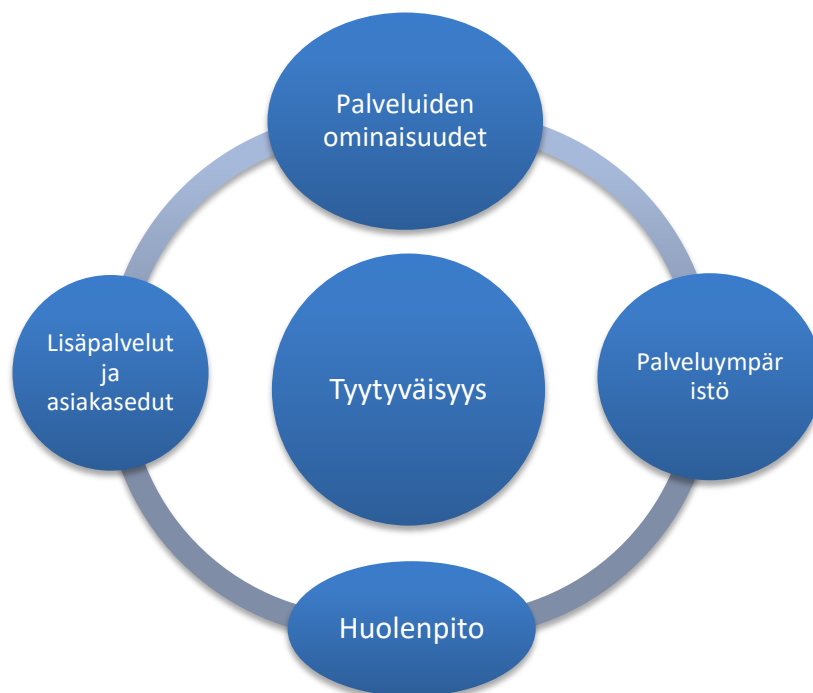 Palveluiden
ominaisuudet
Lisäpalvelut
ja
asiakasedut
Tyytyväisyys
Palveluympär
istö
Huolenpito